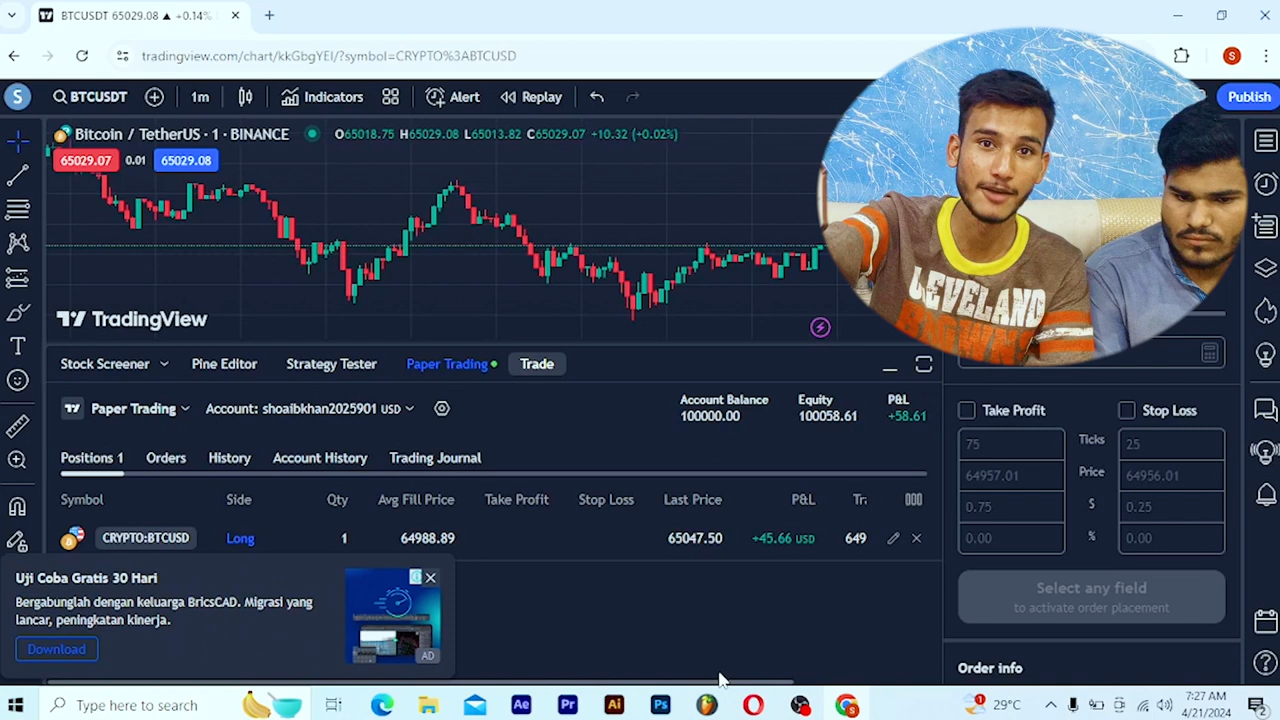 BTCUSDT 65029.08 ▲ +0.14%
tradingview.com/chart/kkGbgYEI/?symbol=CRYPTO%3ABTCUSD
S
S BTCUSDT 1m Indicators Alert Replay Publish
Bitcoin / TetherUS · 1 · BINANCE O65018.75 H65029.08 L65013.82 C65029.07 +10.32 (+0.02%)
65029.07 0.01 65029.08
CLEVELAND
BROWNS
TradingView
Stock Screener Pine Editor Strategy Tester Paper Trading Trade
Paper Trading Account: shoaibkhan2025901 USD
Account Balance Equity P&L
100000.00 100058.61 +58.61
Positions 1 Orders History Account History Trading Journal
Symbol Side Qty Avg Fill Price Take Profit Stop Loss Last Price P&L Tr
CRYPTO:BTCUSD Long 1 64988.89 65047.50 +45.66 USD 649
Take Profit Stop Loss
75 Ticks 25
64957.01 Price 64956.01
0.75 $ 0.25
0.00 % 0.00
Select any field
to activate order placement
Order info
Uji Coba Gratis 30 Hari
Bergabunglah dengan keluarga BricsCAD. Migrasi yang
lancar, peningkatan kinerja.
Download
AD
Type here to search
Ae Pr Ai Ps S
1 29°C
7:27 AM
4/21/2024
2